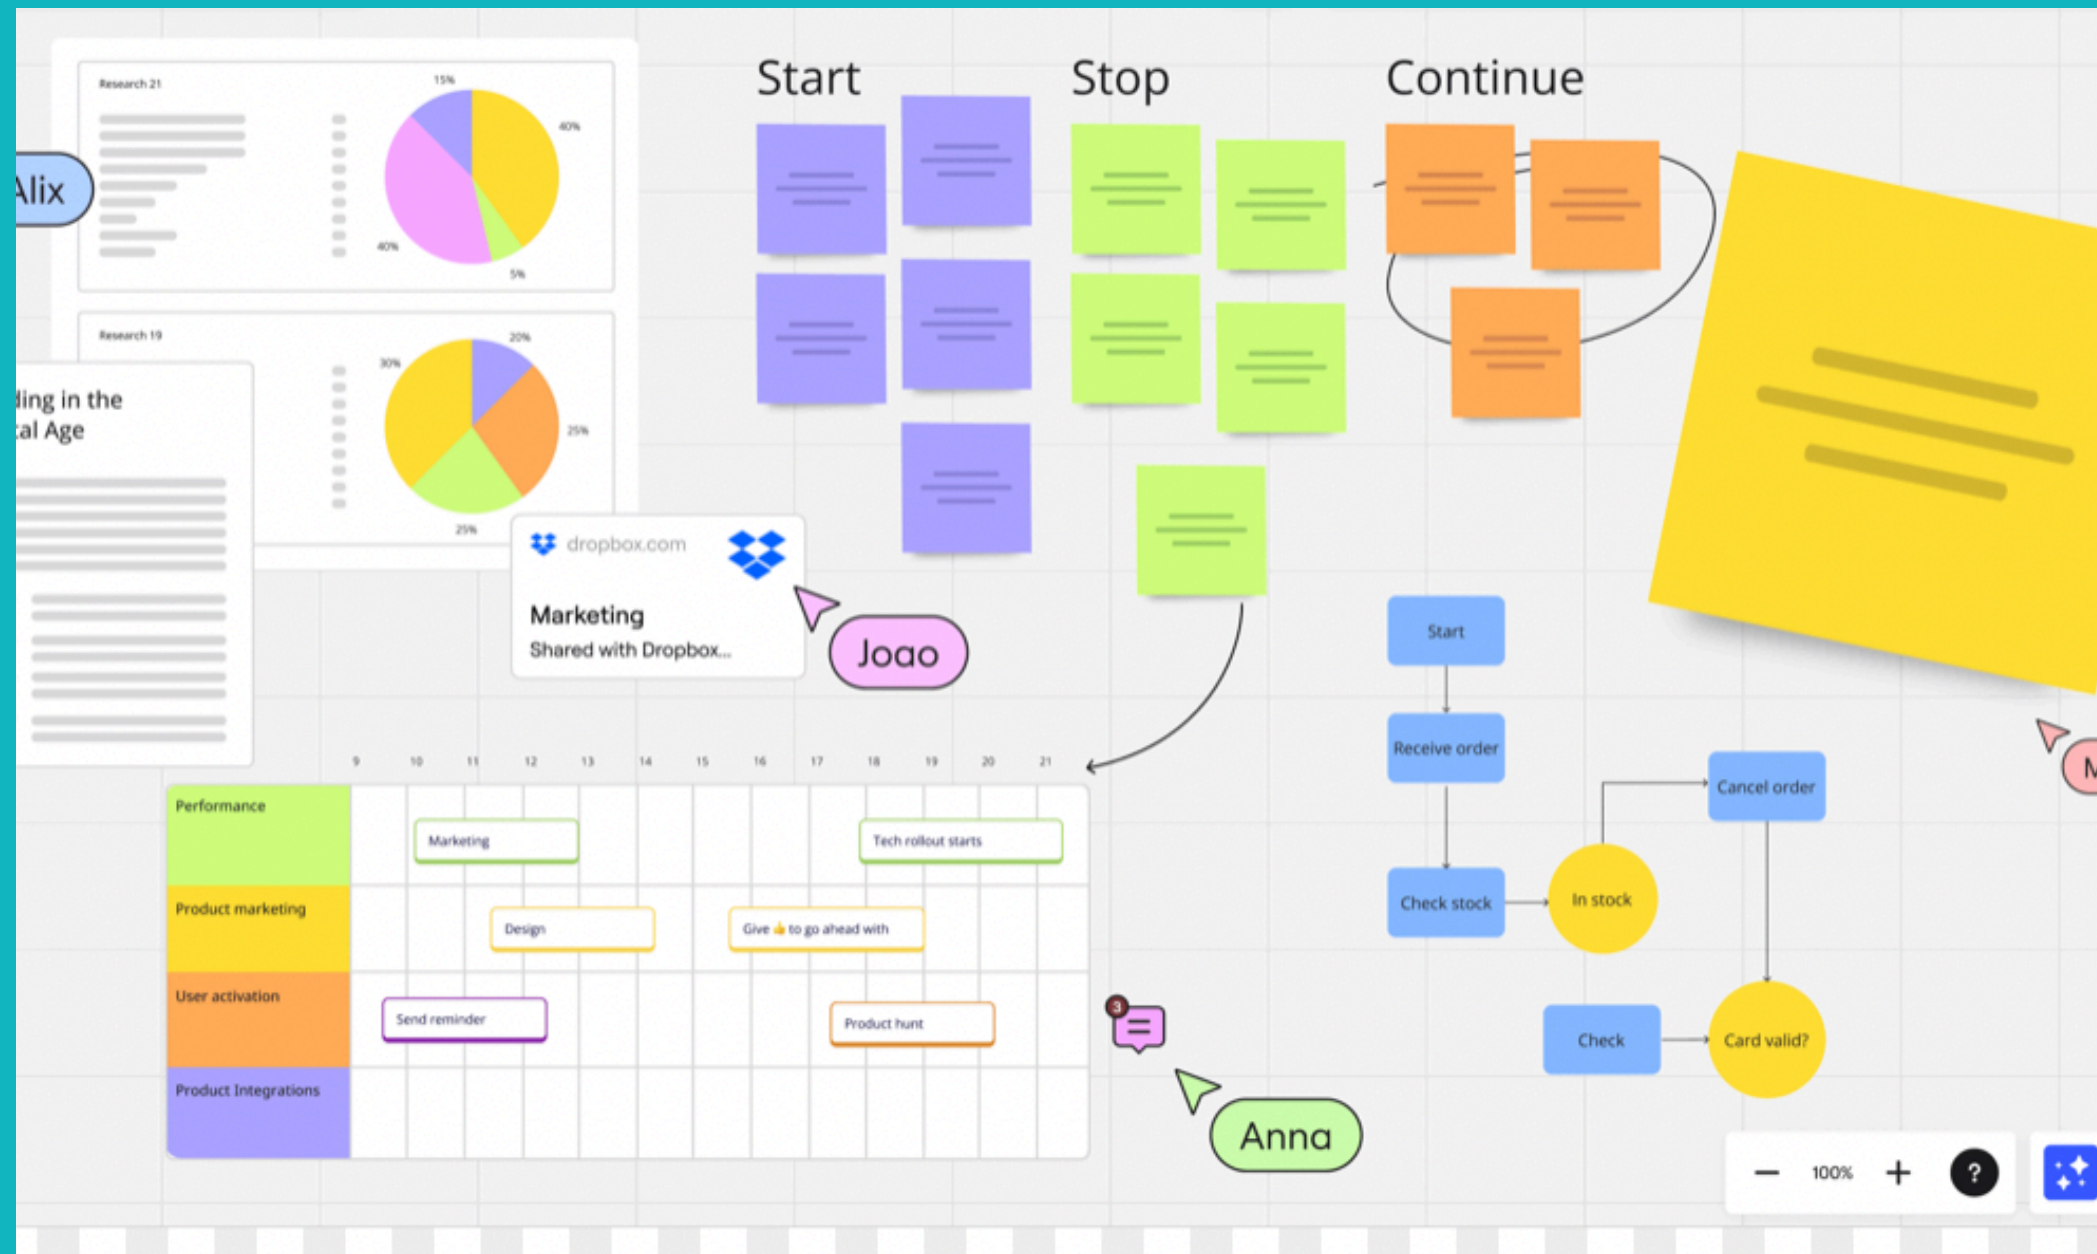 Research 21
15%
40%
40%
5%
Alix
Research 19
20%
30%
25%
25%
ding in the
tal Age
dropbox.com
Marketing
Shared with Dropbox...
Joao
Start
Stop
Continue
9 10 11 12 13 14 15 16 17 18 19 20 21
Performance
Marketing
Tech rollout starts
Product marketing
Design
Give 👍 to go ahead with
User activation
Send reminder
Product hunt
Product Integrations
3
Anna
Start
Receive order
Check stock
In stock
Cancel order
Check
Card valid?
M
100%
?